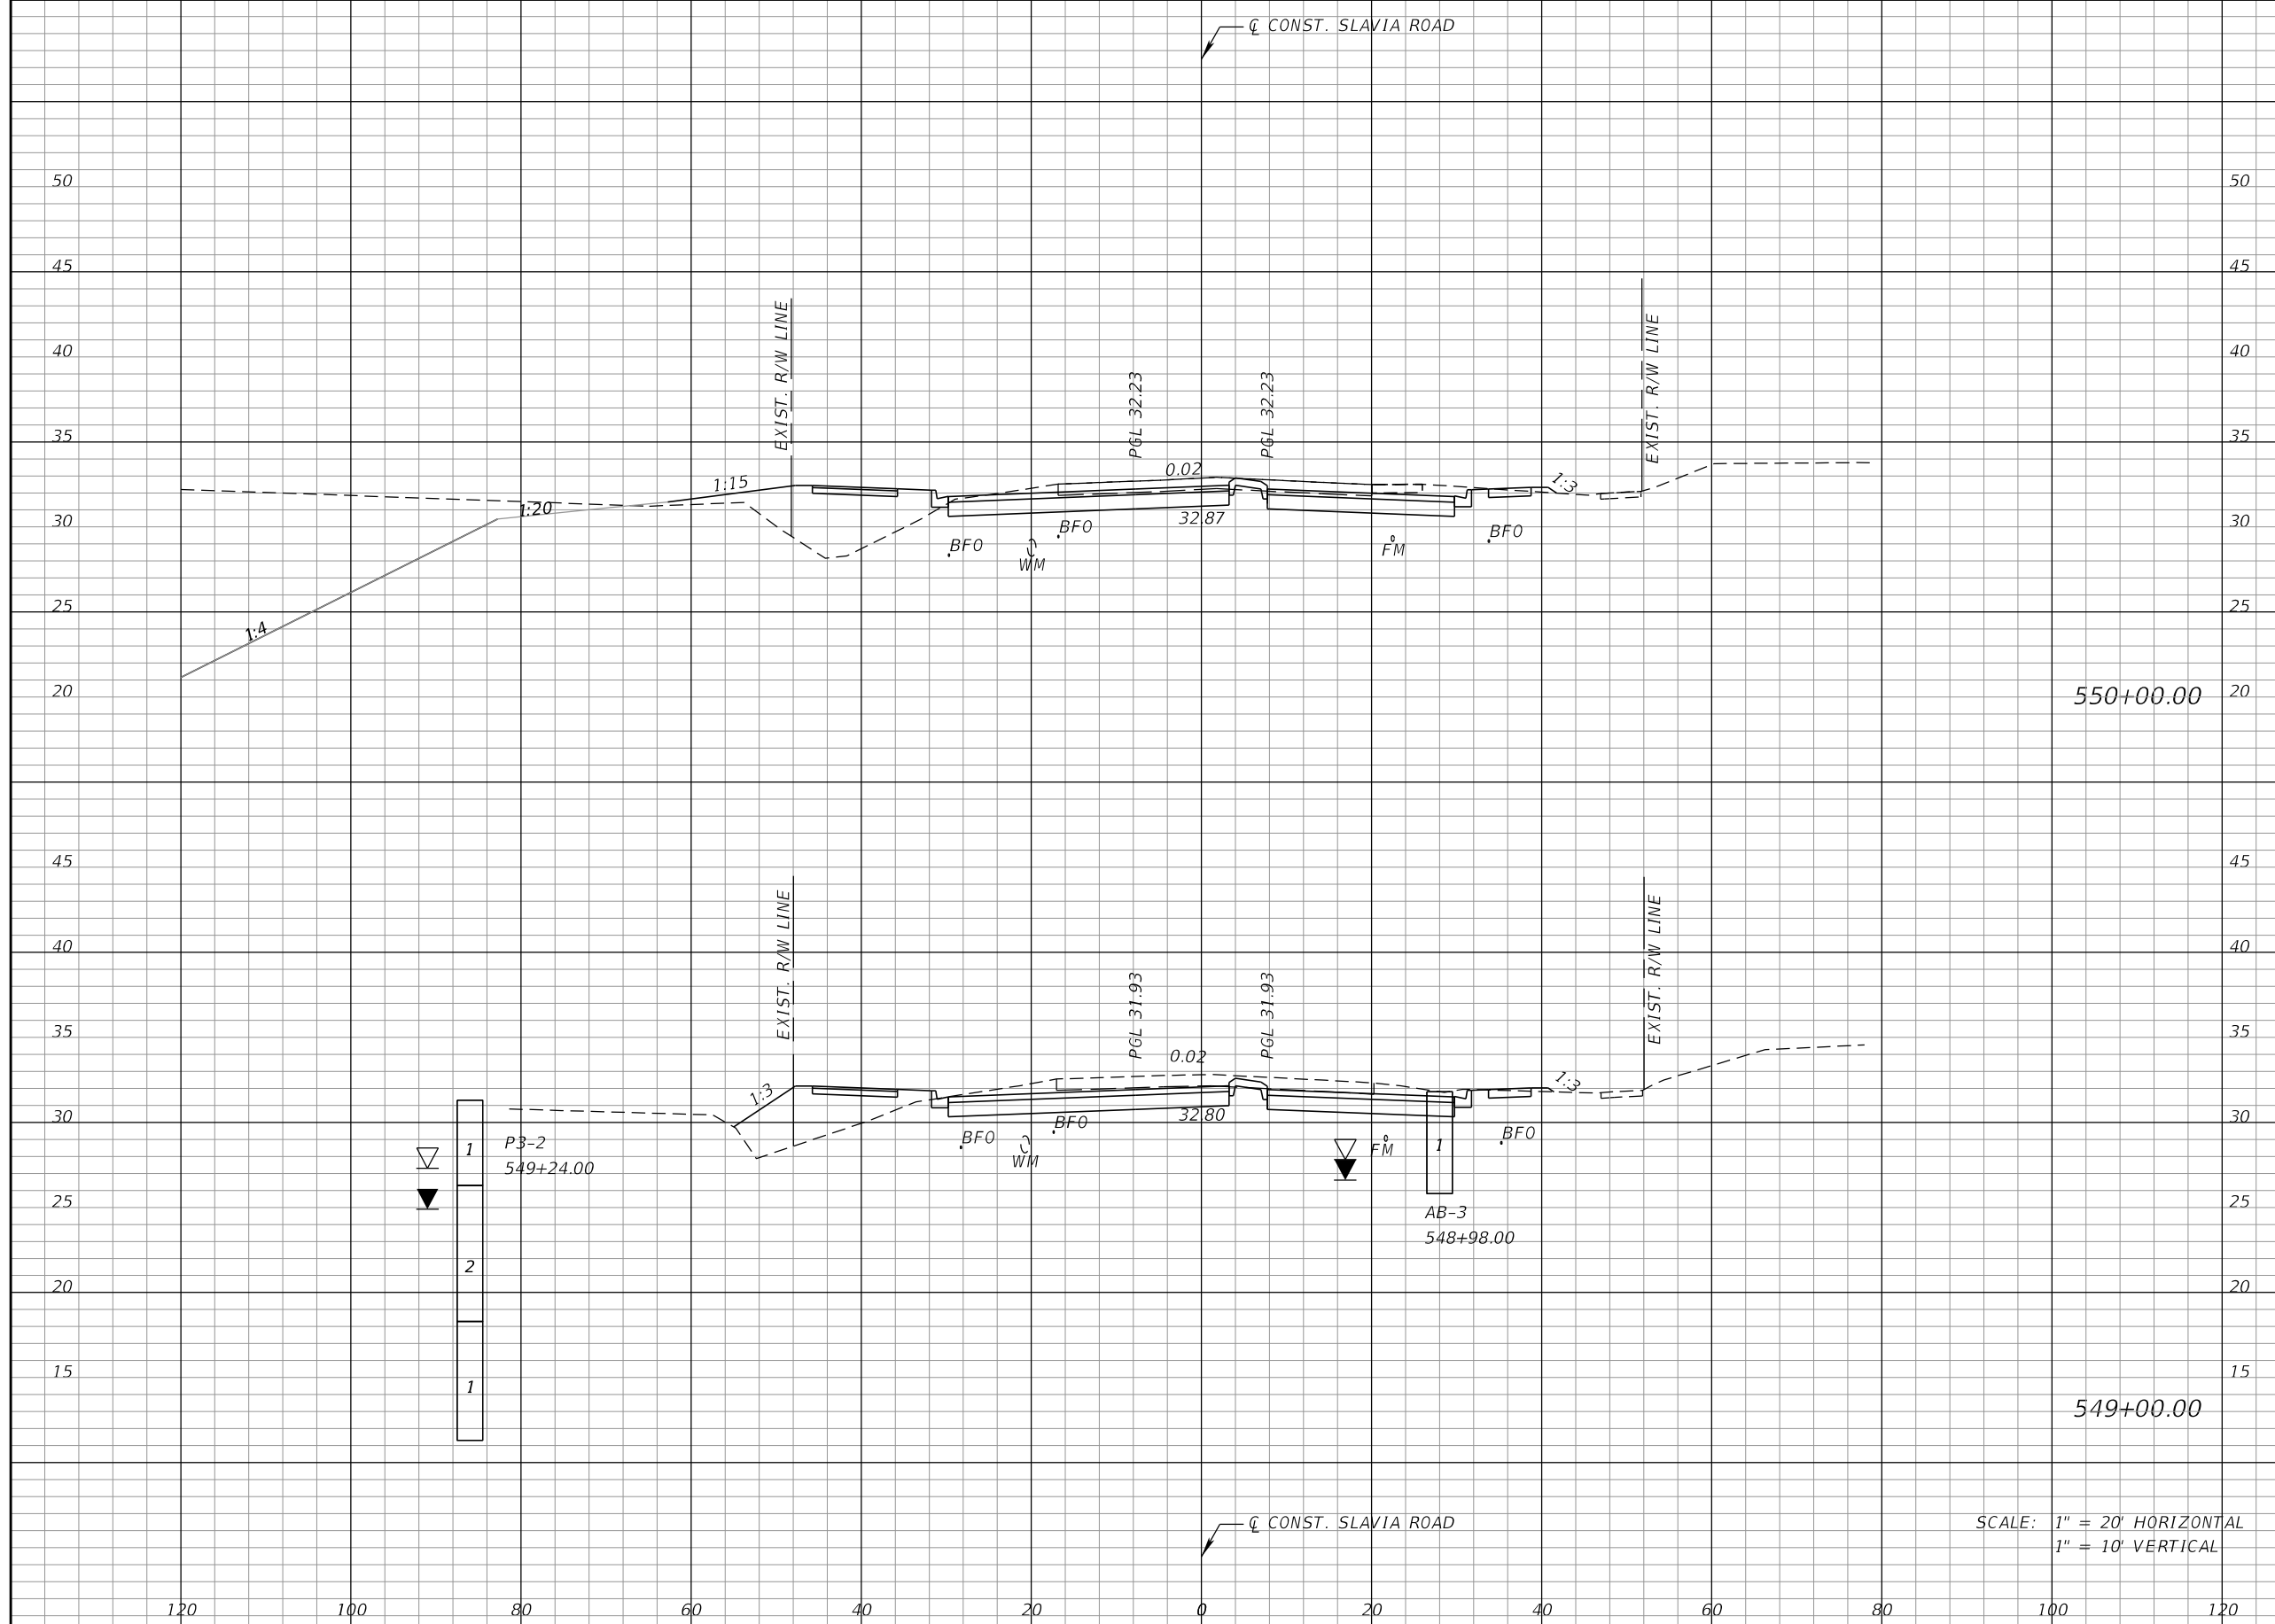 ℄ CONST. SLAVIA ROAD
50 50
45 45
40 40
35 35
30 30
25 25
20 20
EXIST. R/W LINE
PGL 32.23
PGL 32.23
EXIST. R/W LINE
1:15
0.02
1:3
1:20
32.87
BFO
BFO
WM
FM
BFO
1:4
550+00.00
45 45
40 40
35 35
30 30
25 25
20 20
15 15
EXIST. R/W LINE
PGL 31.93
PGL 31.93
EXIST. R/W LINE
0.02
1:3
1:3
32.80
BFO
BFO
WM
FM
BFO
1
P3-2
549+24.00
2
1
1
AB-3
548+98.00
549+00.00
℄ CONST. SLAVIA ROAD
SCALE: 1" = 20' HORIZONTAL
1" = 10' VERTICAL
120 100 80 60 40 20 0 20 40 60 80 100 120